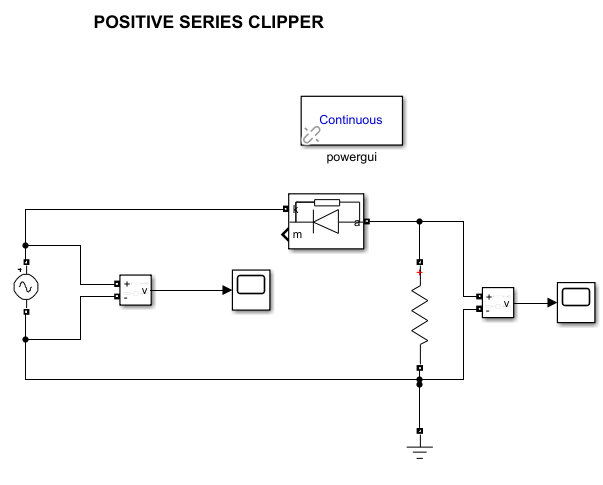 POSITIVE SERIES CLIPPER
Continuous
powergui
k
a
m
+
+
-
v
+
+
-
v